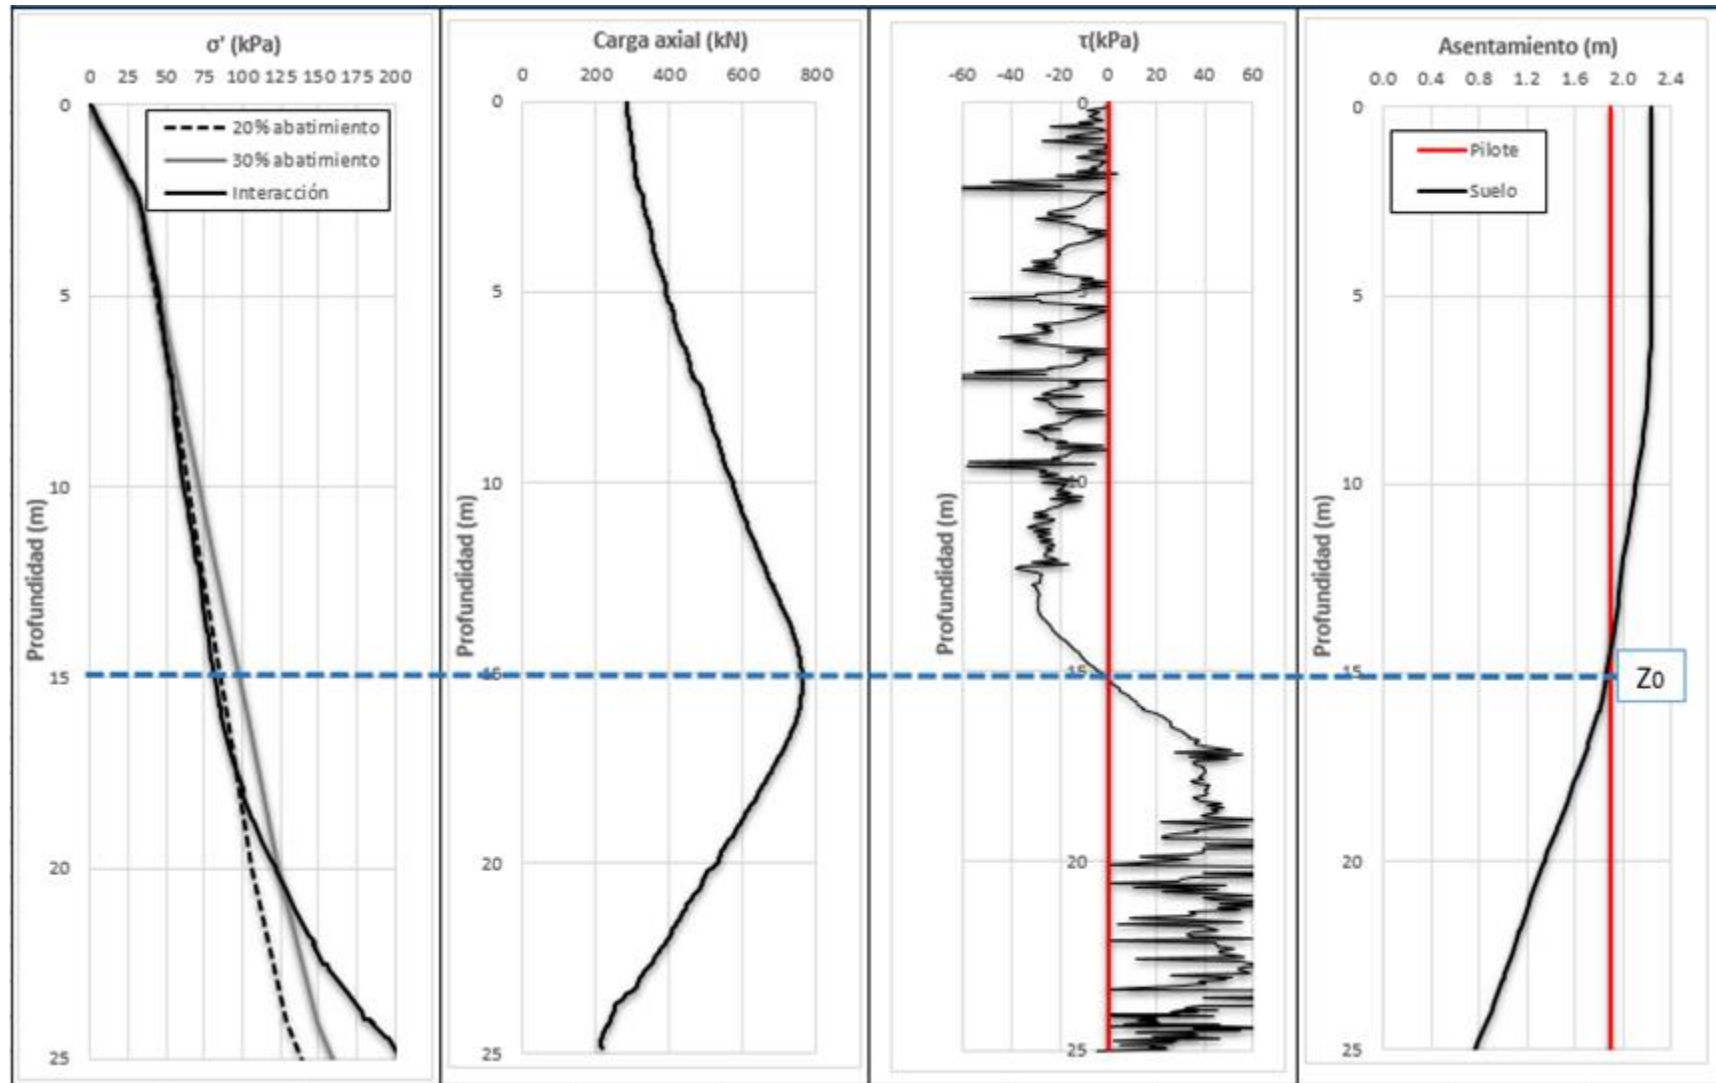 σ' (kPa)
0 25 50 75 100 125 150 175 200
0
5
10
15
20
25
Profundidad (m)
20% abatimiento
30% abatimiento
Interacción
Carga axial (kN)
0 200 400 600 800
0
5
10
15
20
25
Profundidad (m)
τ(kPa)
-60 -40 -20 0 20 40 60
0
5
10
15
20
25
Profundidad (m)
Asentamiento (m)
0.0 0.4 0.8 1.2 1.6 2.0 2.4
0
5
10
15
20
25
Profundidad (m)
Pilote
Suelo
Z0